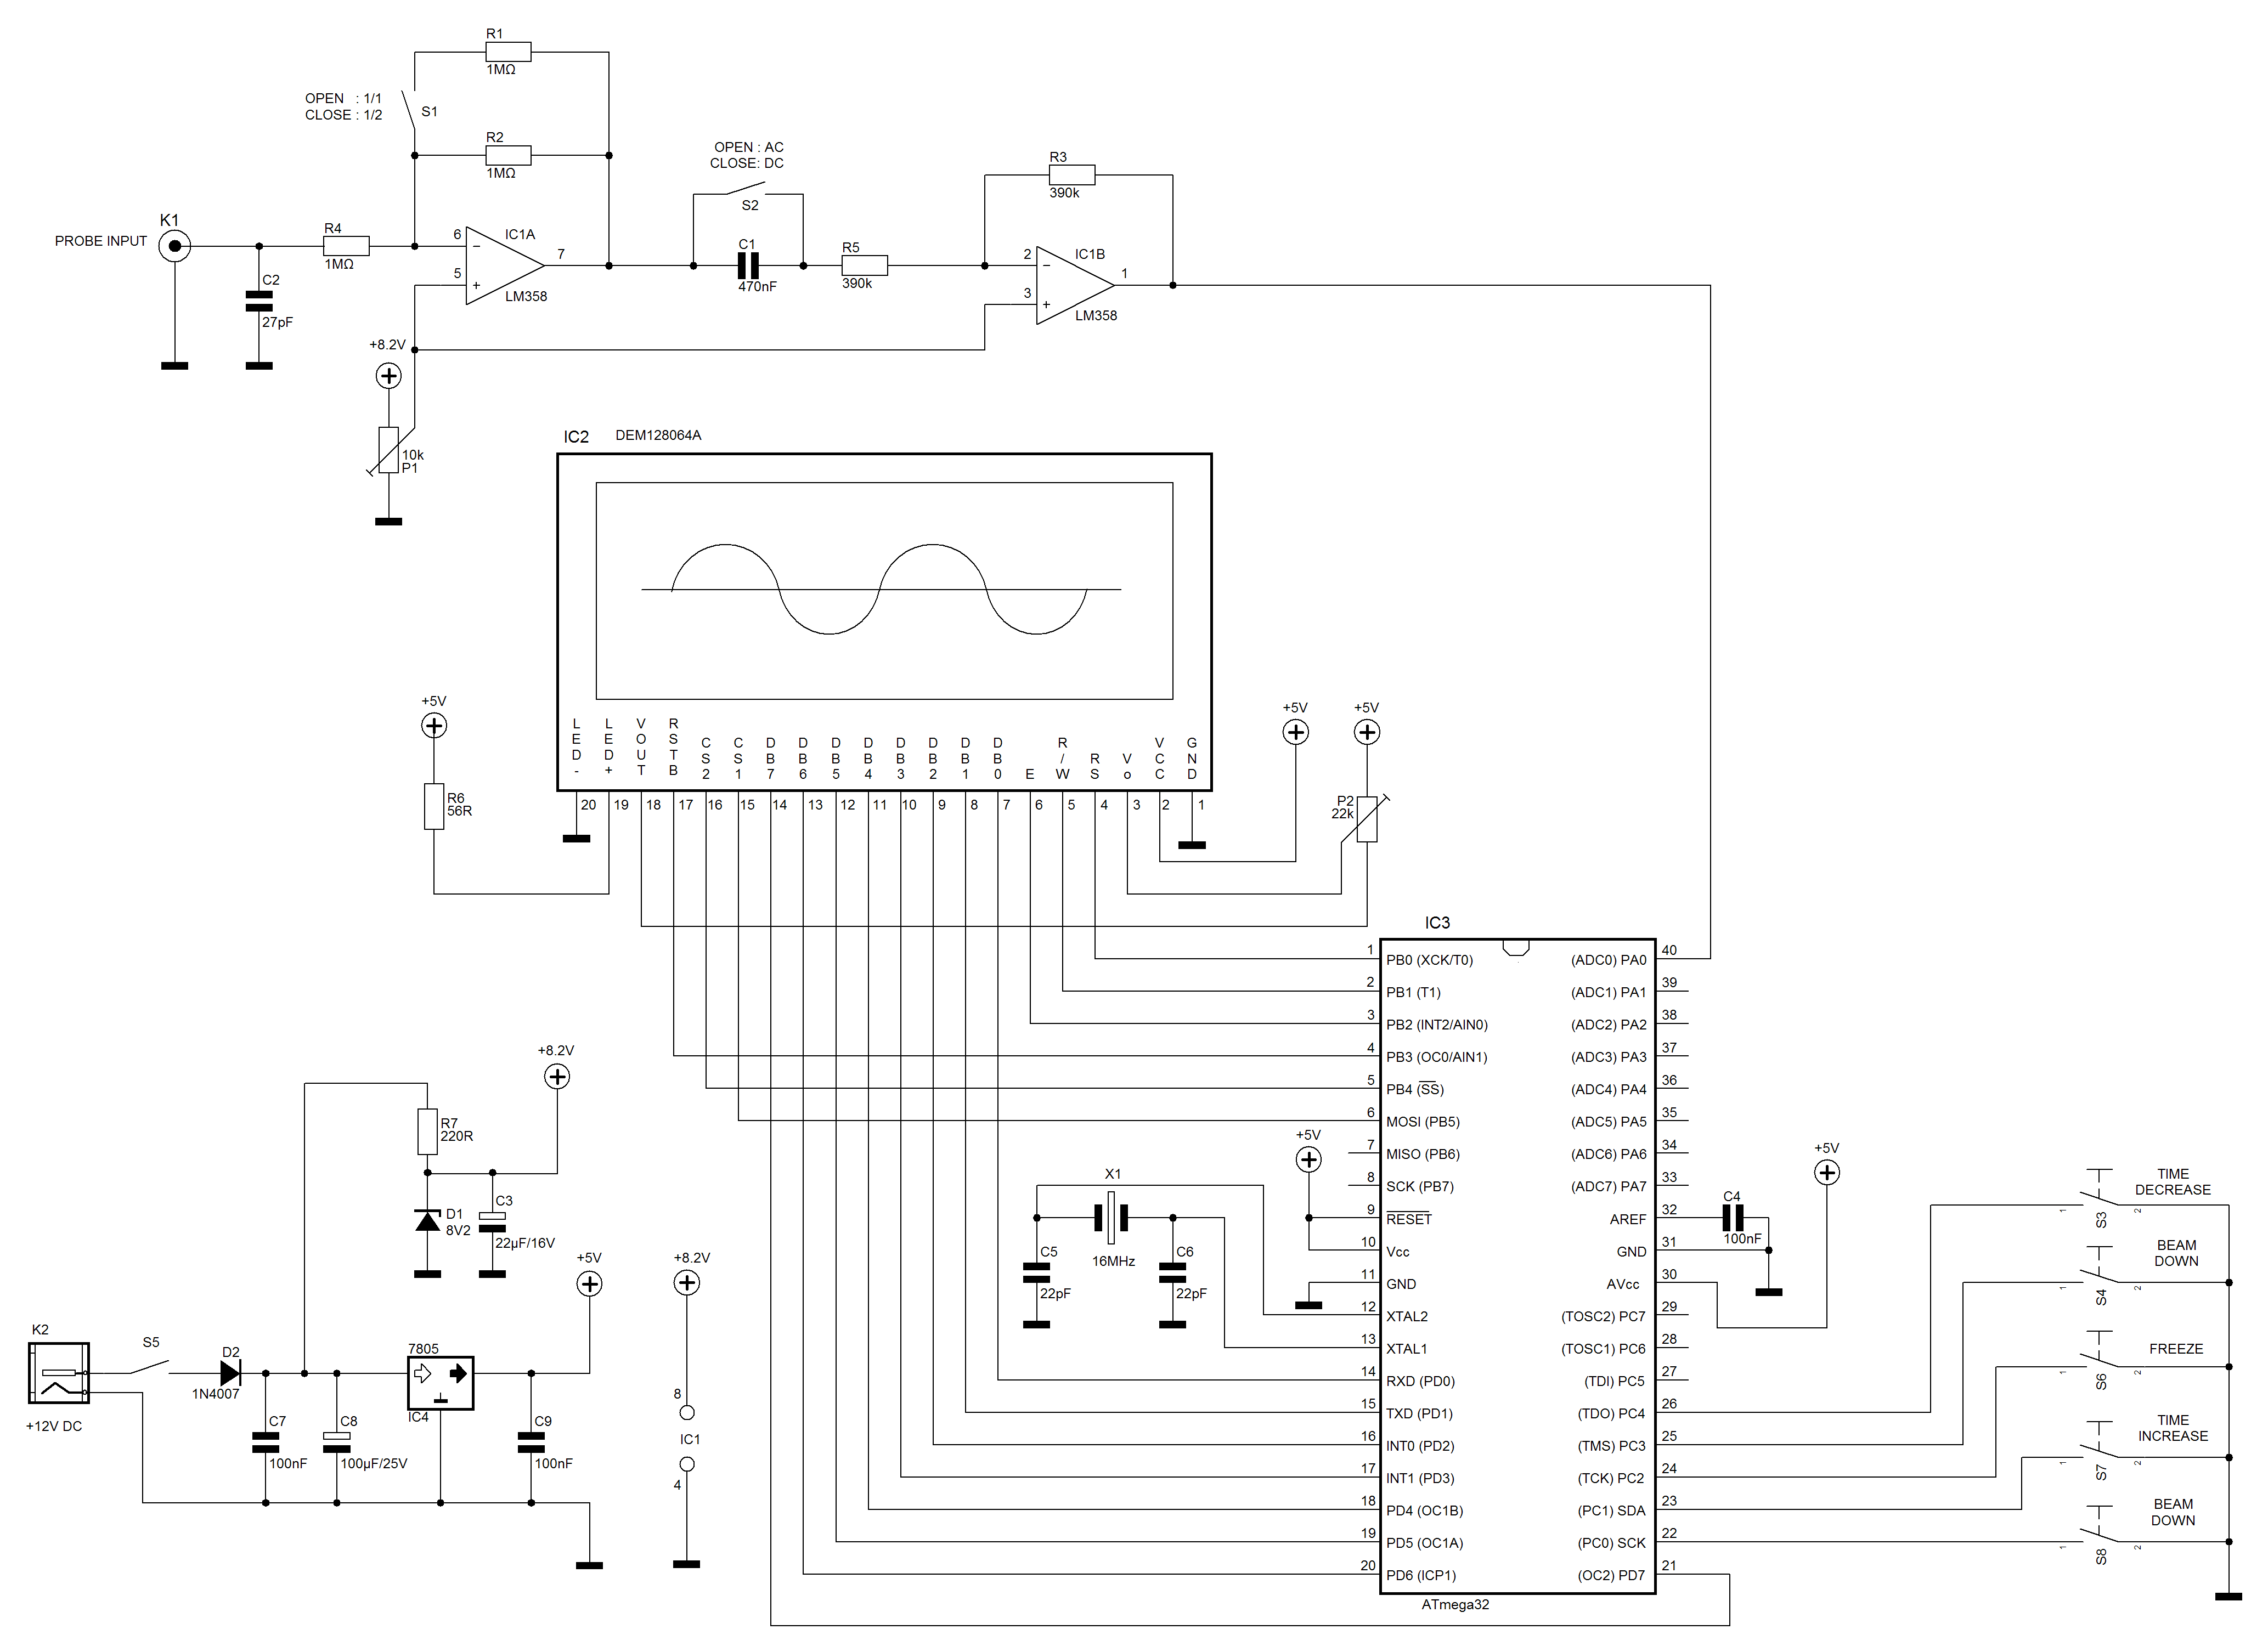 R1
1MΩ
OPEN : 1/1
CLOSE : 1/2
S1
R2
1MΩ
OPEN : AC
CLOSE: DC
S2
R3
390k
K1
PROBE INPUT
R4
1MΩ
6
5
IC1A
7
LM358
C1
470nF
R5
390k
2
3
IC1B
1
LM358
C2
27pF
+8.2V
10k
P1
IC2
DEM128064A
+5V
R6
56R
LED-
LED+
VOUT
RSTB
CS2
CS1
DB7
DB6
DB5
DB4
DB3
DB2
DB1
DB0
E
R/W
RS
Vo
VCC
GND
20
19
18
17
16
15
14
13
12
11
10
9
8
7
6
5
4
3
2
1
+5V
+5V
P2
22k
IC3
1
PB0 (XCK/T0)
2
PB1 (T1)
3
PB2 (INT2/AIN0)
4
PB3 (OC0/AIN1)
5
PB4 (SS)
6
MOSI (PB5)
7
MISO (PB6)
8
SCK (PB7)
9
RESET
10
Vcc
11
GND
12
XTAL2
13
XTAL1
14
RXD (PD0)
15
TXD (PD1)
16
INT0 (PD2)
17
INT1 (PD3)
18
PD4 (OC1B)
19
PD5 (OC1A)
20
PD6 (ICP1)
(ADC0) PA0
40
(ADC1) PA1
39
(ADC2) PA2
38
(ADC3) PA3
37
(ADC4) PA4
36
(ADC5) PA5
35
(ADC6) PA6
34
(ADC7) PA7
33
AREF
32
GND
31
AVcc
30
(TOSC2) PC7
29
(TOSC1) PC6
28
(TDI) PC5
27
(TDO) PC4
26
(TMS) PC3
25
(TCK) PC2
24
(PC1) SDA
23
(PC0) SCK
22
(OC2) PD7
21
ATmega32
+5V
X1
16MHz
C5
22pF
C6
22pF
C4
100nF
+5V
TIME
DECREASE
1
S3
2
BEAM
DOWN
1
S4
2
FREEZE
1
S6
2
TIME
INCREASE
1
S7
2
BEAM
DOWN
1
S8
2
+8.2V
R7
220R
D1
8V2
C3
22µF/16V
+5V
+8.2V
K2
+12V DC
S5
D2
1N4007
7805
IC4
C7
100nF
C8
100µF/25V
C9
100nF
8
IC1
4